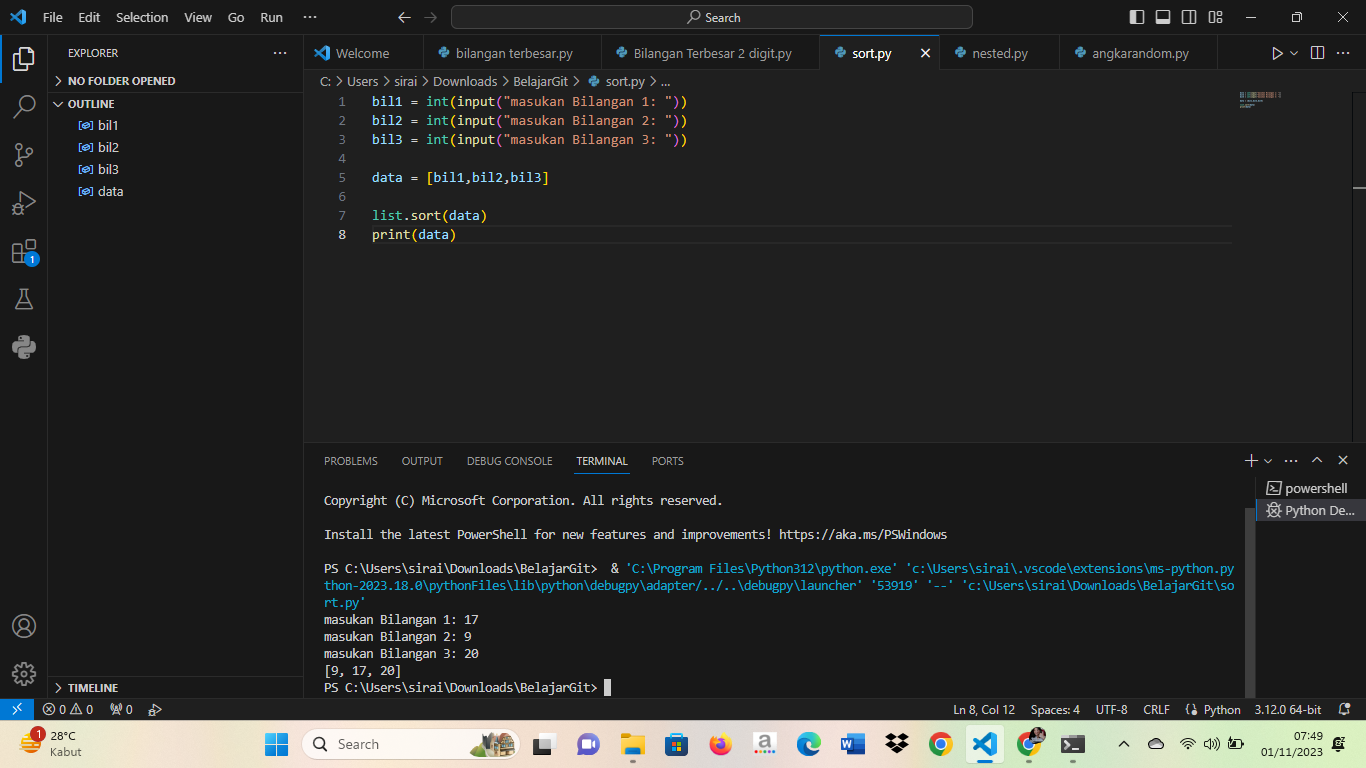 File Edit Selection View Go Run ··· Search
EXPLORER ···
NO FOLDER OPENED
OUTLINE
bil1
bil2
bil3
data
TIMELINE
Welcome bilangan terbesar.py Bilangan Terbesar 2 digit.py sort.py nested.py angkarandom.py
C: > Users > sirai > Downloads > BelajarGit > sort.py > ...
1 bil1 = int(input("masukan Bilangan 1: "))
2 bil2 = int(input("masukan Bilangan 2: "))
3 bil3 = int(input("masukan Bilangan 3: "))
4
5 data = [bil1,bil2,bil3]
6
7 list.sort(data)
8 print(data)
PROBLEMS OUTPUT DEBUG CONSOLE TERMINAL PORTS
powershell
Python De...
Copyright (C) Microsoft Corporation. All rights reserved.
Install the latest PowerShell for new features and improvements! https://aka.ms/PSWindows
PS C:\Users\sirai\Downloads\BelajarGit>  & 'C:\Program Files\Python312\python.exe' 'c:\Users\sirai\.vscode\extensions\ms-python.py
thon-2023.18.0\pythonFiles\lib\python\debugpy\adapter/../..\debugpy\launcher' '53919' '--' 'c:\Users\sirai\Downloads\BelajarGit\so
rt.py'
masukan Bilangan 1: 17
masukan Bilangan 2: 9
masukan Bilangan 3: 20
[9, 17, 20]
PS C:\Users\sirai\Downloads\BelajarGit>
1
0 0 0 Ln 8, Col 12 Spaces: 4 UTF-8 CRLF Python 3.12.0 64-bit
1
28°C
Kabut
Search
07:49
01/11/2023